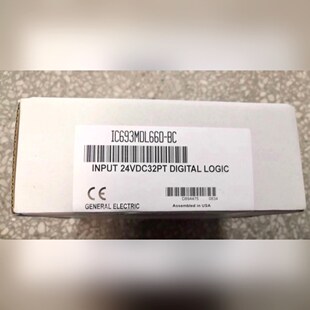 IC693MDL660-BC
INPUT 24VDC32PT DIGITAL LOGIC
CE
GENERAL ELECTRIC
Assembled in USA